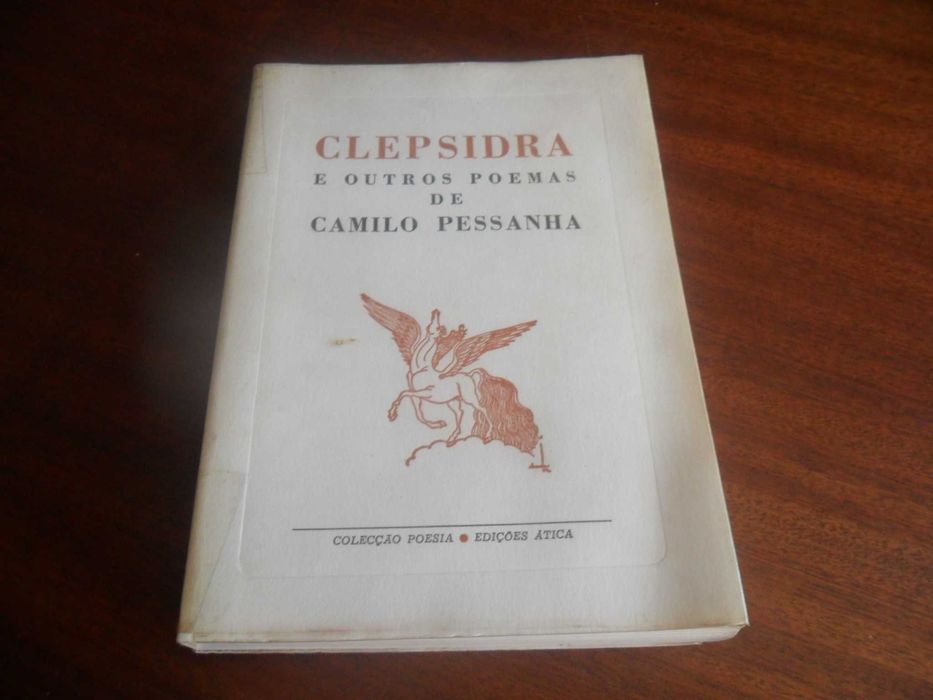 CLEPSIDRA
E OUTROS POEMAS
DE
CAMILO PESSANHA
COLECÇÃO POESIA ● EDIÇÕES ÁTICA